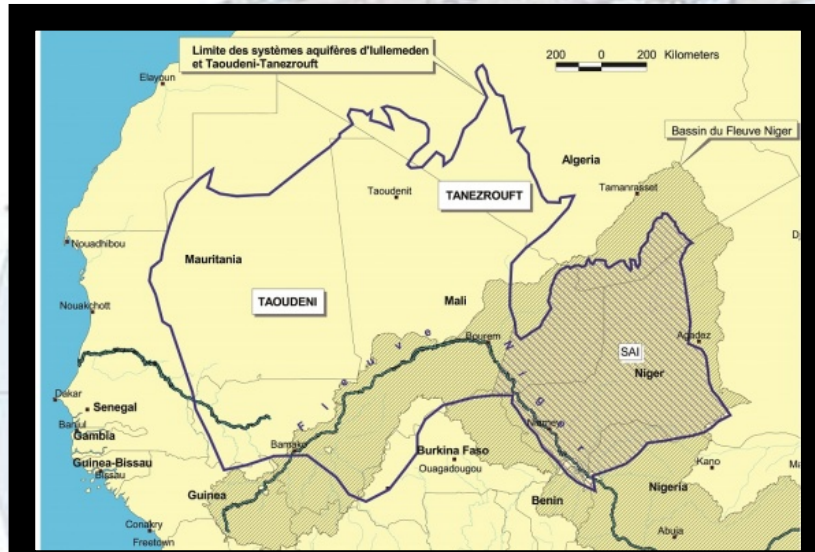 Limite des systèmes aquifères d'Iullemeden
et Taoudeni-Tanezrouft
200 0 200 Kilometers
Elayoun
Bassin du Fleuve Niger
Algeria
Taoudenit
TANEZROUFT
Tamanrasset
Nouadhibou
Mauritania
TAOUDENI
Mali
Nouakchott
Bourem
Agadez
SAI
Niger
Fleuve Niger
Dakar
Senegal
Banjul
Gambia
Niamey
Bamako
Burkina Faso
Ouagadougou
Kano
Guinea-Bissau
Bissau
Guinea
Benin
Nigeria
Conakry
Abuja
Freetown